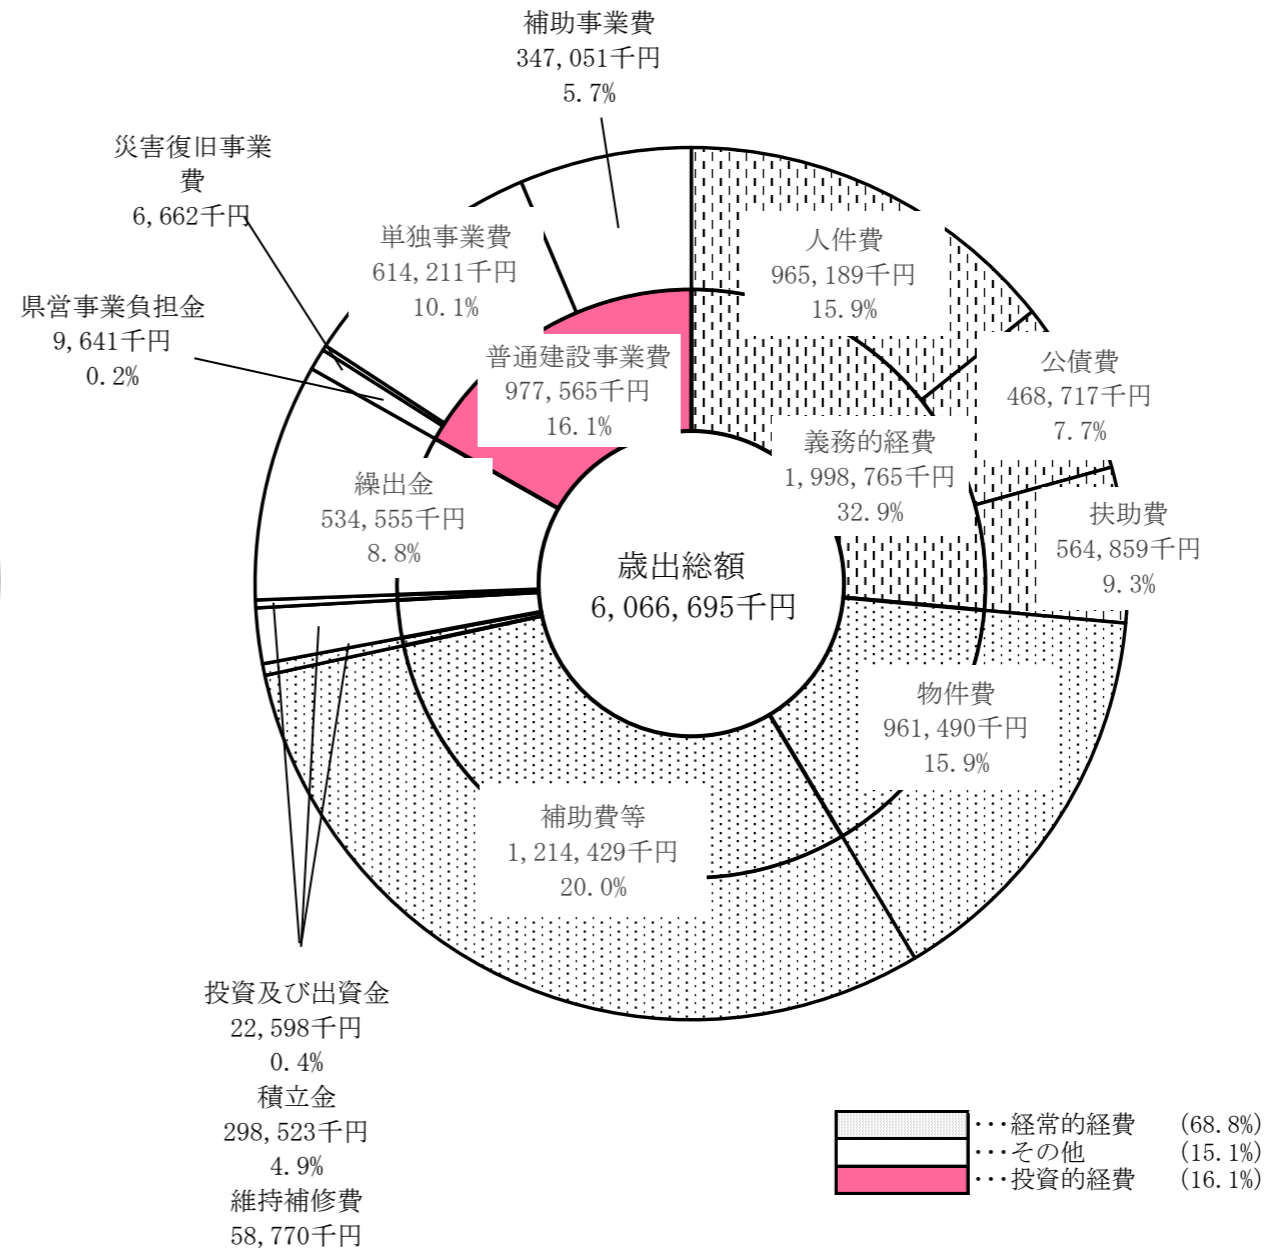 補助事業費
347,051千円
5.7%
災害復旧事業
費
6,662千円
県営事業負担金
9,641千円
0.2%
単独事業費
614,211千円
10.1%
人件費
965,189千円
15.9%
普通建設事業費
977,565千円
16.1%
公債費
468,717千円
7.7%
義務的経費
1,998,765千円
32.9%
繰出金
534,555千円
8.8%
扶助費
564,859千円
9.3%
歳出総額
6,066,695千円
物件費
961,490千円
15.9%
補助費等
1,214,429千円
20.0%
投資及び出資金
22,598千円
0.4%
積立金
298,523千円
4.9%
維持補修費
58,770千円
・・・経常的経費 (68.8%)
・・・その他 (15.1%)
・・・投資的経費 (16.1%)